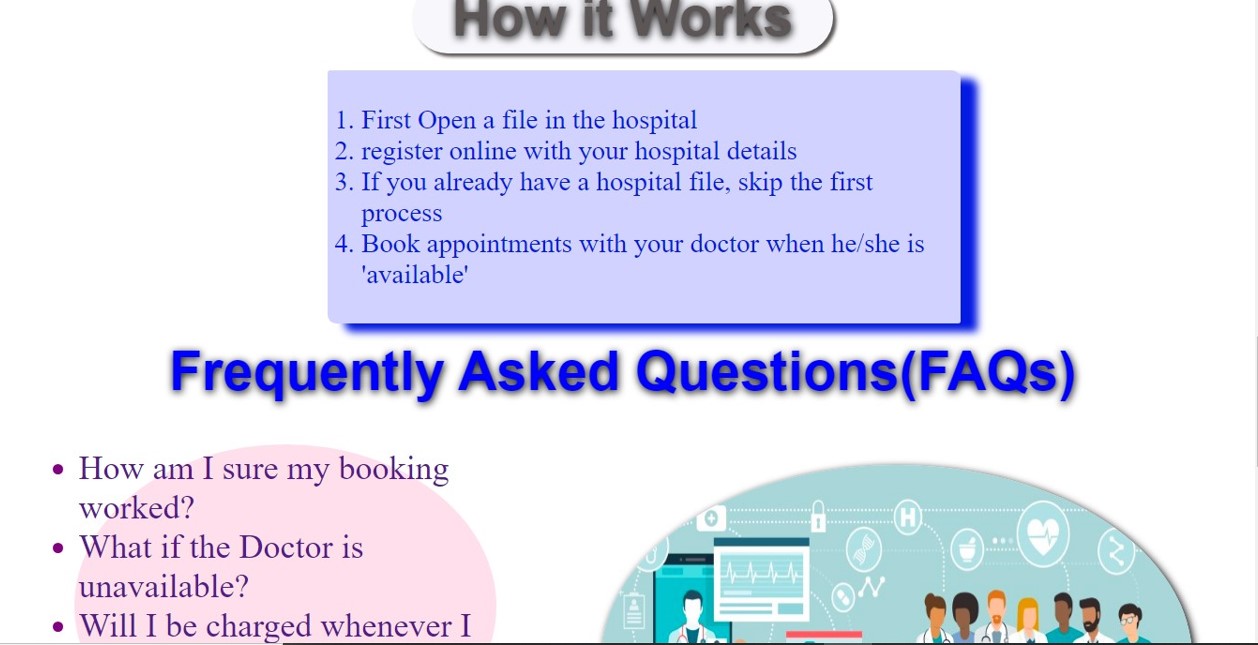 How it Works
1. First Open a file in the hospital
2. register online with your hospital details
3. If you already have a hospital file, skip the first
process
4. Book appointments with your doctor when he/she is
'available'
Frequently Asked Questions(FAQs)
• How am I sure my booking
worked?
• What if the Doctor is
unavailable?
• Will I be charged whenever I
H